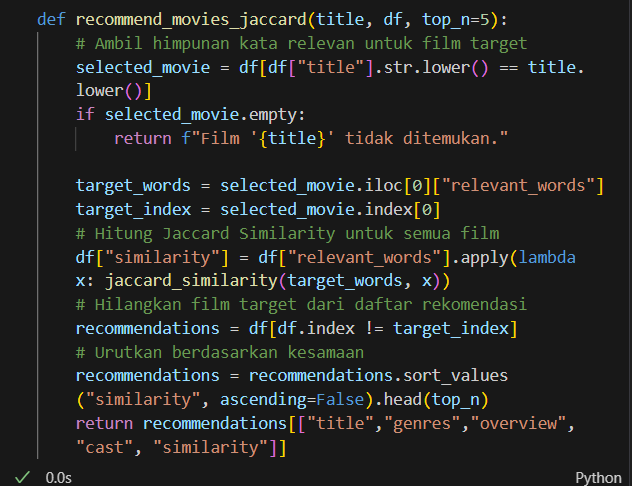 def recommend_movies_jaccard(title, df, top_n=5):
    # Ambil himpunan kata relevan untuk film target
    selected_movie = df[df["title"].str.lower() == title.
    lower()]
    if selected_movie.empty:
        return f"Film '{title}' tidak ditemukan."

    target_words = selected_movie.iloc[0]["relevant_words"]
    target_index = selected_movie.index[0]
    # Hitung Jaccard Similarity untuk semua film
    df["similarity"] = df["relevant_words"].apply(lambda
    x: jaccard_similarity(target_words, x))
    # Hilangkan film target dari daftar rekomendasi
    recommendations = df[df.index != target_index]
    # Urutkan berdasarkan kesamaan
    recommendations = recommendations.sort_values
    ("similarity", ascending=False).head(top_n)
    return recommendations[["title","genres","overview",
    "cast", "similarity"]]
✓ 0.0s Python